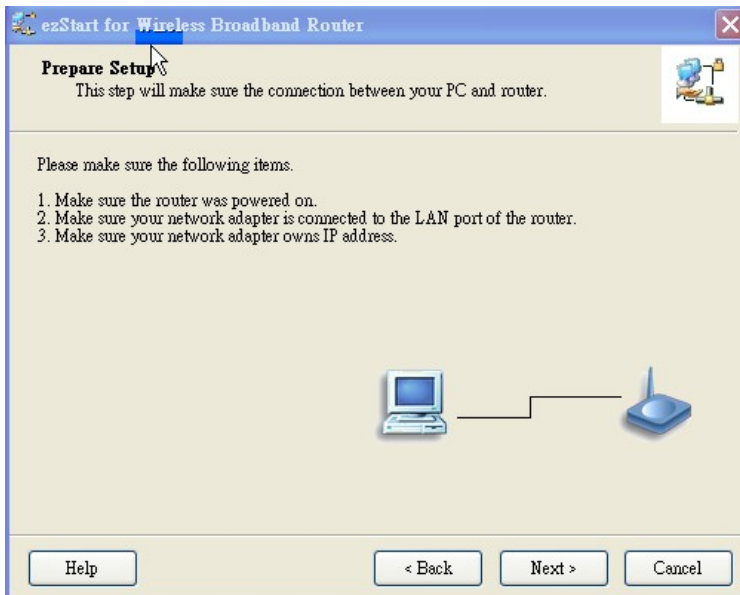 ezStart for Wireless Broadband Router
Prepare Setup
This step will make sure the connection between your PC and router.
Please make sure the following items.
1. Make sure the router was powered on.
2. Make sure your network adapter is connected to the LAN port of the router.
3. Make sure your network adapter owns IP address.
Help
< Back
Next >
Cancel